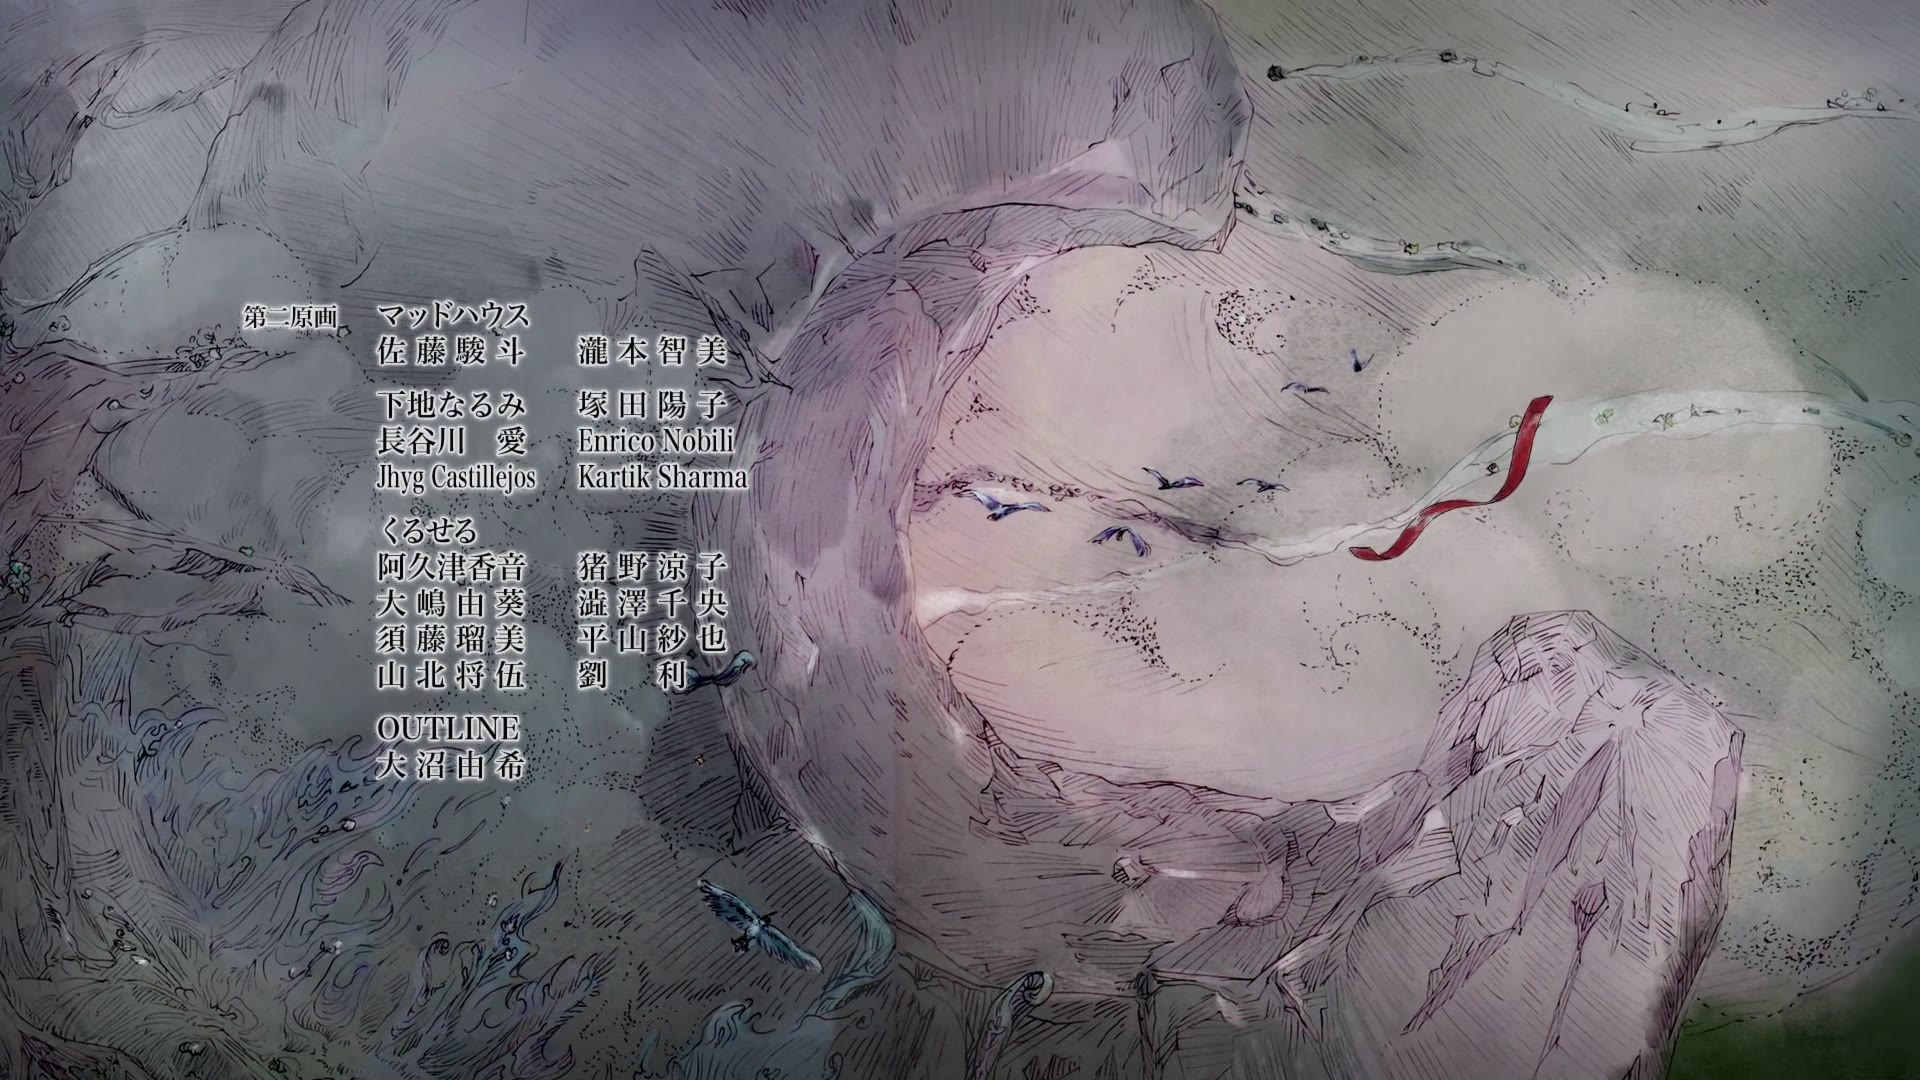 第二原画 マッドハウス
佐藤駿斗 瀧本智美
下地なるみ 塚田陽子
長谷川 愛 Enrico Nobili
Jhyg Castillejos Kartik Sharma
くるせる
阿久津香音 猪野涼子
大嶋由葵 澁澤千央
須藤瑠美 平山紗也
山北将伍 劉 利
OUTLINE
大沼由希